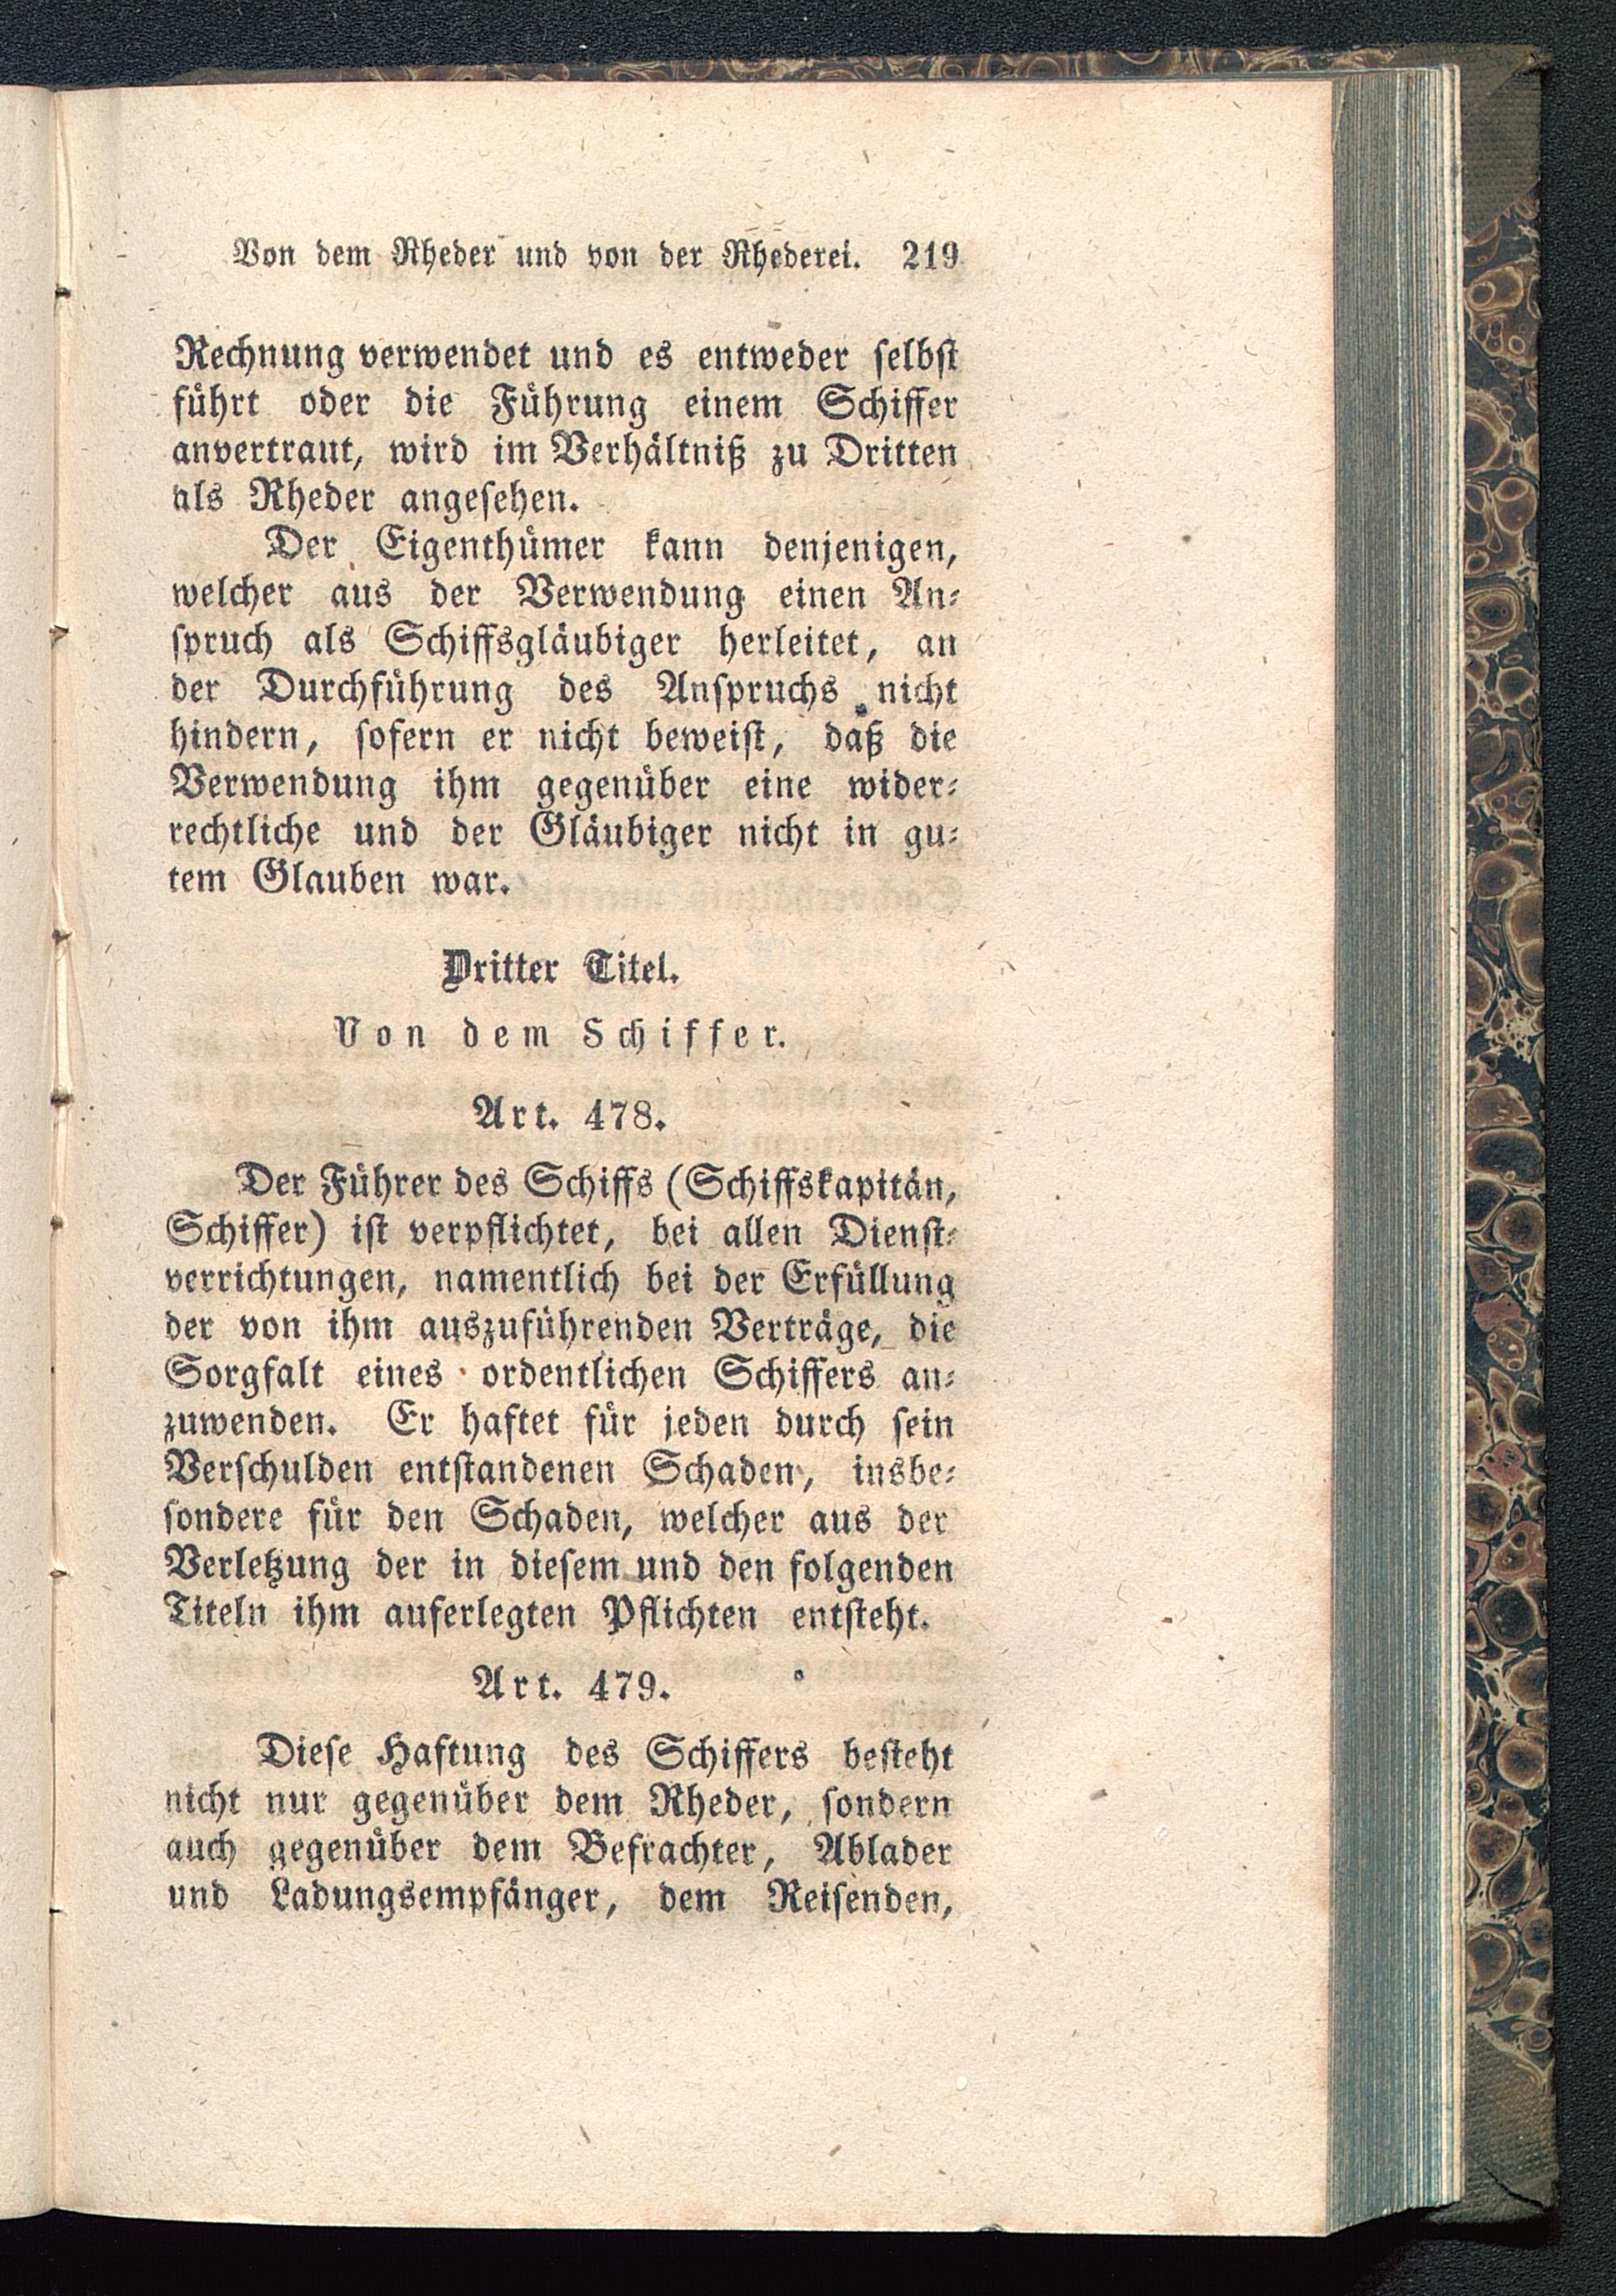 Von dem Rheder und von der Rhederei. 219
Rechnung verwendet und es entweder selbst
führt oder die Führung einem Schiffer
anvertraut, wird im Verhältniß zu Dritten
als Rheder angesehen.
Der Eigenthümer kann denjenigen,
welcher aus der Verwendung einen An-
spruch als Schiffsgläubiger herleitet, an
der Durchführung des Anspruchs nicht
hindern, sofern er nicht beweist, daß die
Verwendung ihm gegenüber eine wider-
rechtliche und der Gläubiger nicht in gu-
tem Glauben war.
Dritter Titel.
Von dem Schiffer.
Art. 478.
Der Führer des Schiffs (Schiffskapitän,
Schiffer) ist verpflichtet, bei allen Dienst-
verrichtungen, namentlich bei der Erfüllung
der von ihm auszuführenden Verträge, die
Sorgfalt eines ordentlichen Schiffers an-
zuwenden. Er haftet für jeden durch sein
Verschulden entstandenen Schaden, insbe-
sondere für den Schaden, welcher aus der
Verletzung der in diesem und den folgenden
Titeln ihm auferlegten Pflichten entsteht.
Art. 479.
Diese Haftung des Schiffers besteht
nicht nur gegenüber dem Rheder, sondern
auch gegenüber dem Befrachter, Ablader
und Ladungsempfänger, dem Reisenden,